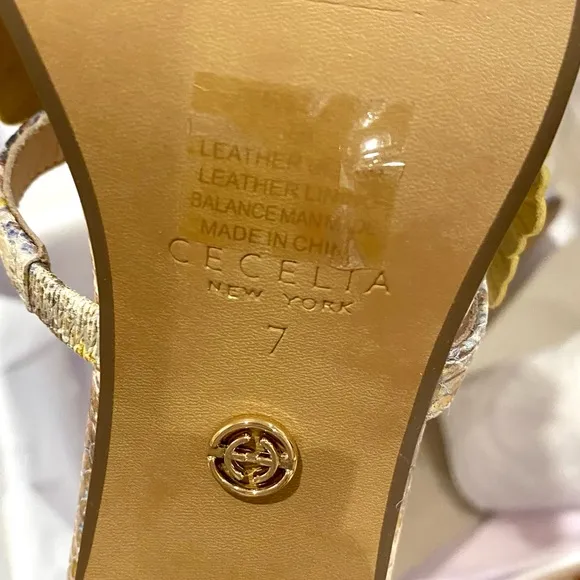 LEATHER
LEATHER LINING
BALANCE MANMADE
MADE IN CHINA
CECELIA
NEW YORK
7